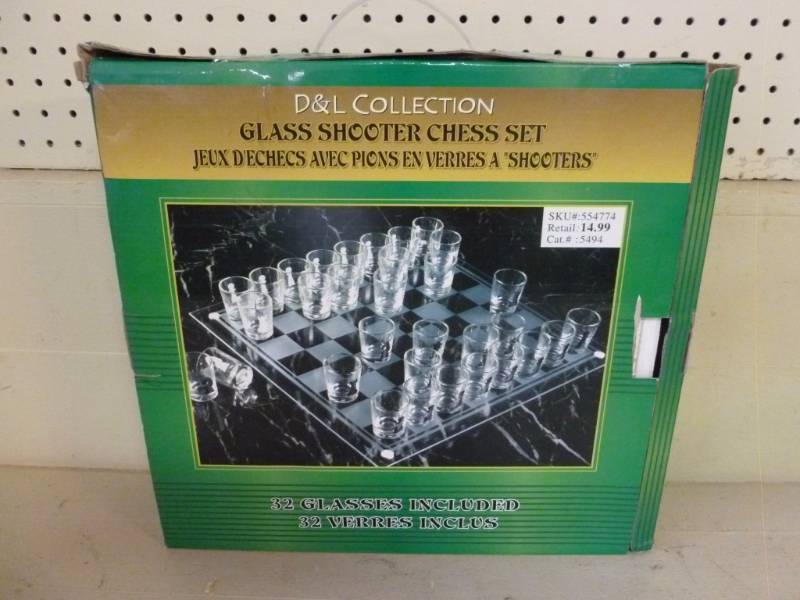 D&L COLLECTION
GLASS SHOOTER CHESS SET
JEUX D'ECHECS AVEC PIONS EN VERRES A "SHOOTERS"
SKU#:554774
Retail: 14.99
Cat.# :5494
32 GLASSES INCLUDED
32 VERRES INCLUS